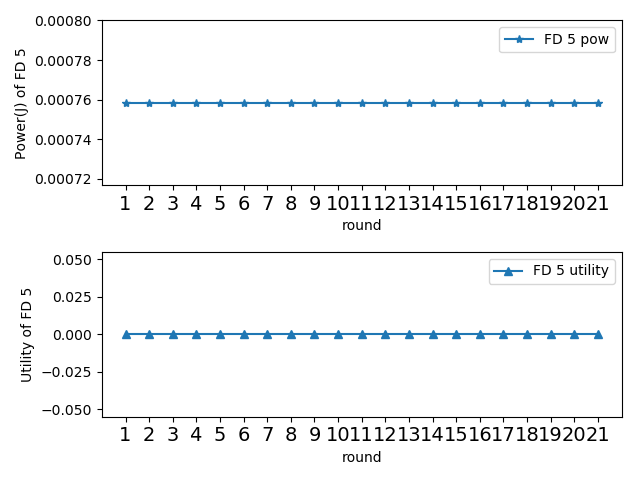 0.00080
0.00078
0.00076
0.00074
0.00072
Power(J) of FD 5
FD 5 pow
1 2 3 4 5 6 7 8 9 10 11 12 13 14 15 16 17 18 19 20 21
round
0.050
0.025
0.000
−0.025
−0.050
Utility of FD 5
FD 5 utility
1 2 3 4 5 6 7 8 9 10 11 12 13 14 15 16 17 18 19 20 21
round